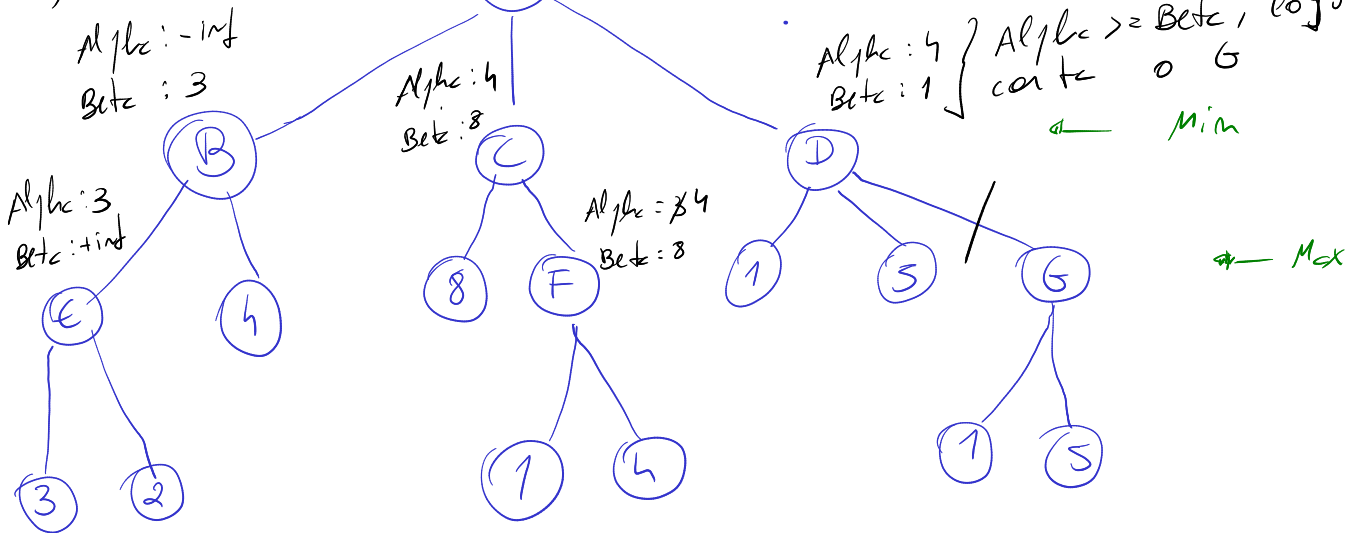 Alpha : -inf
Beta : 3
Alpha : 4
Beta : 8
Alpha : 4
Beta : 1
Alpha >= Beta,
corta o G
Min
B
C
D
Alpha : 3
Beta : +inf
Alpha = 3 4
Beta = 8
Max
E
4
8
F
1
5
G
3
2
1
4
1
5